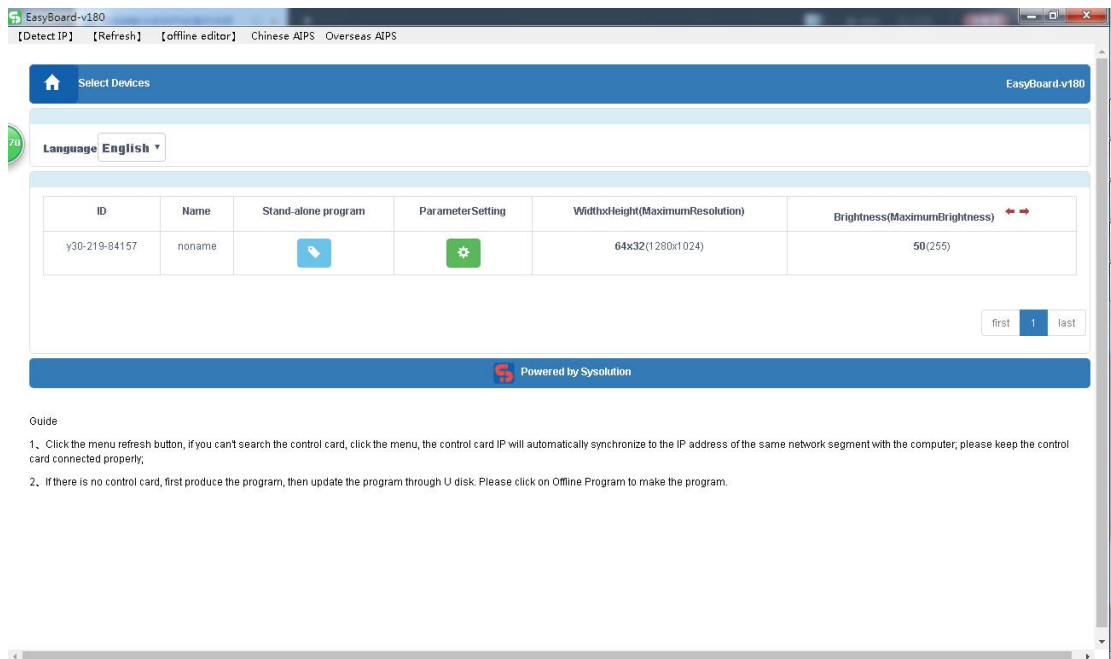 EasyBoard-v180
【Detect IP】 【Refresh】 【offline editor】 Chinese AIPS Overseas AIPS
Select Devices EasyBoard-v180
70
Language English
ID Name Stand-alone program ParameterSetting WidthxHeight(MaximumResolution) Brightness(MaximumBrightness)
y30-219-84157 noname 64x32(1280x1024) 50(255)
first 1 last
Powered by Sysolution
Guide
1、Click the menu refresh button, if you can't search the control card, click the menu, the control card IP will automatically synchronize to the IP address of the same network segment with the computer; please keep the control
card connected properly;
2、If there is no control card, first produce the program, then update the program through U disk. Please click on Offline Program to make the program.